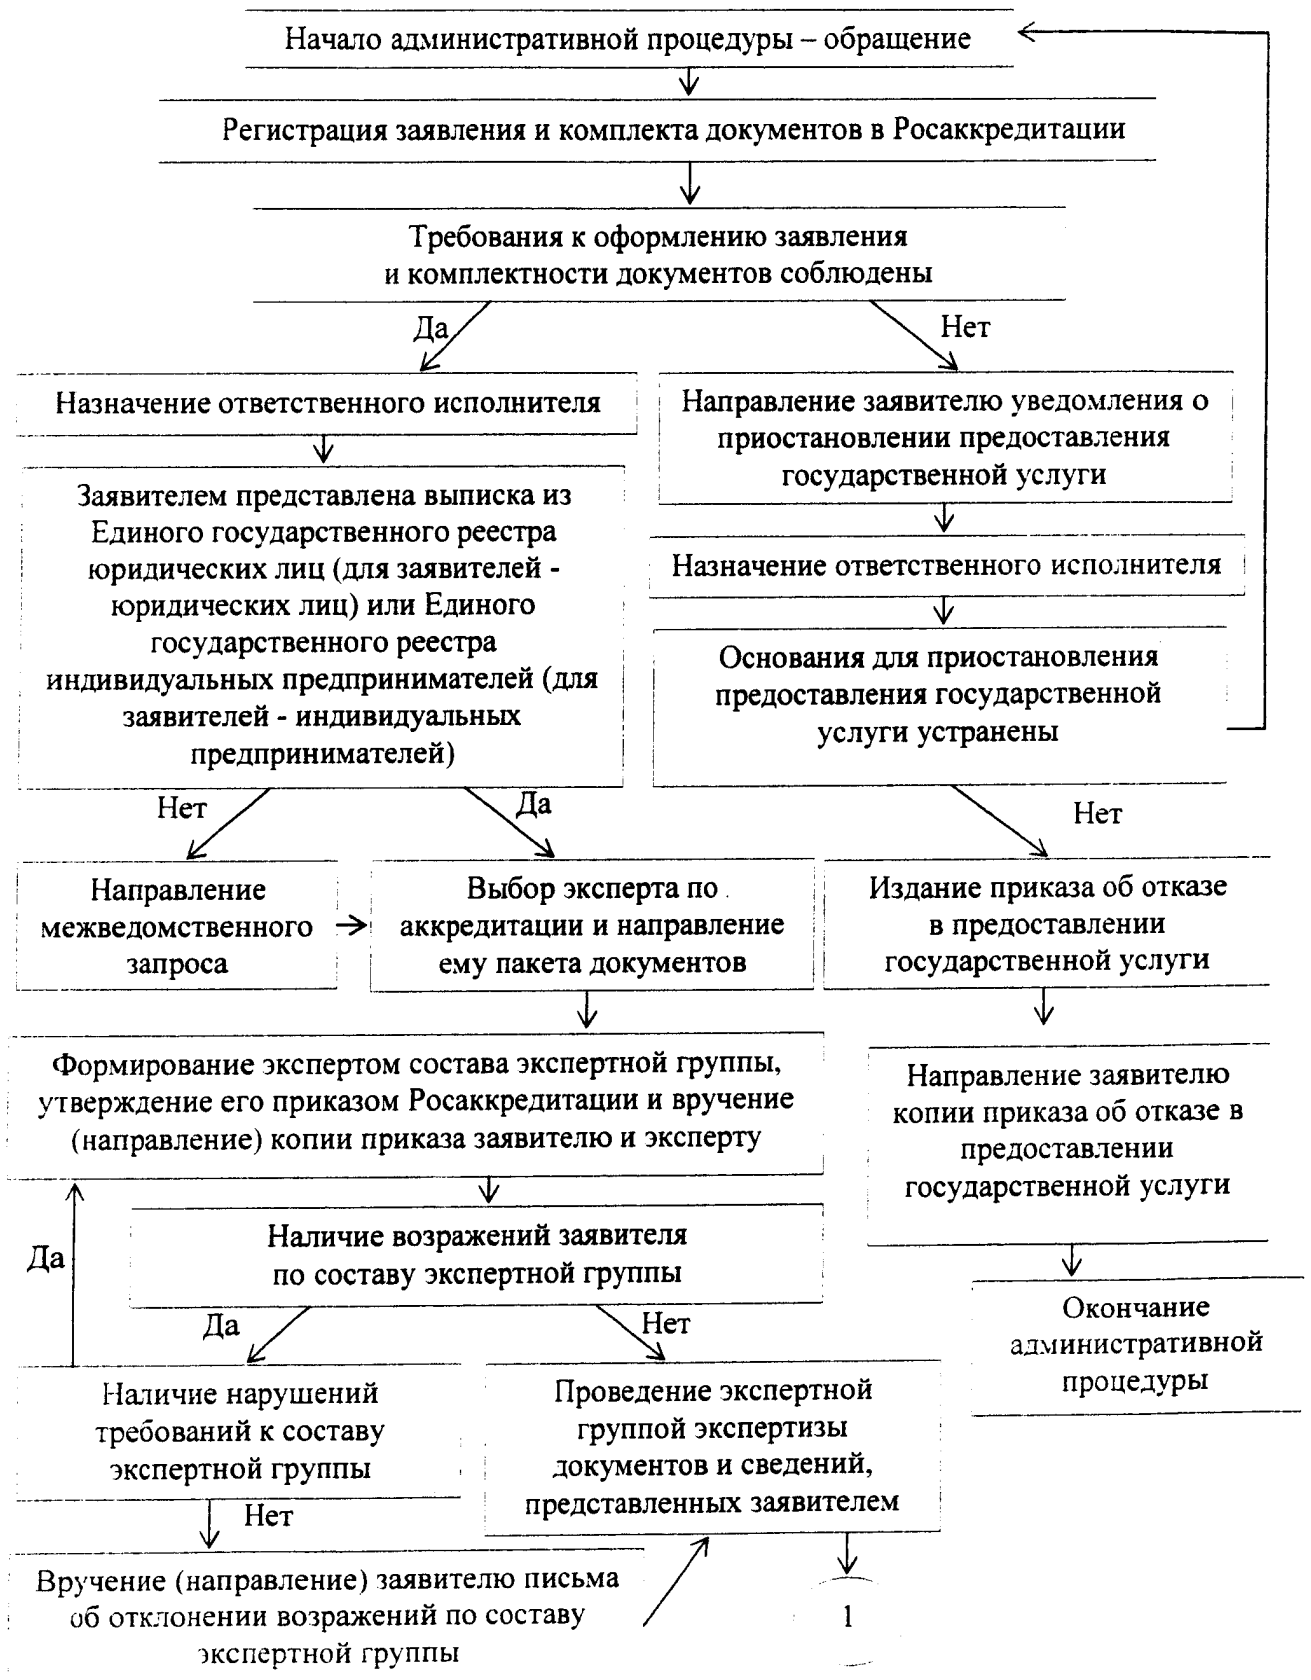 Начало административной процедуры – обращение
Регистрация заявления и комплекта документов в Росаккредитации
Требования к оформлению заявления
и комплектности документов соблюдены
Да
Нет
Назначение ответственного исполнителя
Направление заявителю уведомления о
приостановлении предоставления
государственной услуги
Заявителем представлена выписка из
Единого государственного реестра
юридических лиц (для заявителей -
юридических лиц) или Единого
государственного реестра
индивидуальных предпринимателей (для
заявителей - индивидуальных
предпринимателей)
Назначение ответственного исполнителя
Основания для приостановления
предоставления государственной
услуги устранены
Нет
Да
Нет
Направление
межведомственного
запроса
Выбор эксперта по
аккредитации и направление
ему пакета документов
Издание приказа об отказе
в предоставлении
государственной услуги
Формирование экспертом состава экспертной группы,
утверждение его приказом Росаккредитации и вручение
(направление) копии приказа заявителю и эксперту
Направление заявителю
копии приказа об отказе в
предоставлении
государственной услуги
Да
Наличие возражений заявителя
по составу экспертной группы
Да
Нет
Окончание
административной
процедуры
Наличие нарушений
требований к составу
экспертной группы
Проведение экспертной
группой экспертизы
документов и сведений,
представленных заявителем
Нет
Вручение (направление) заявителю письма
об отклонении возражений по составу
экспертной группы
1